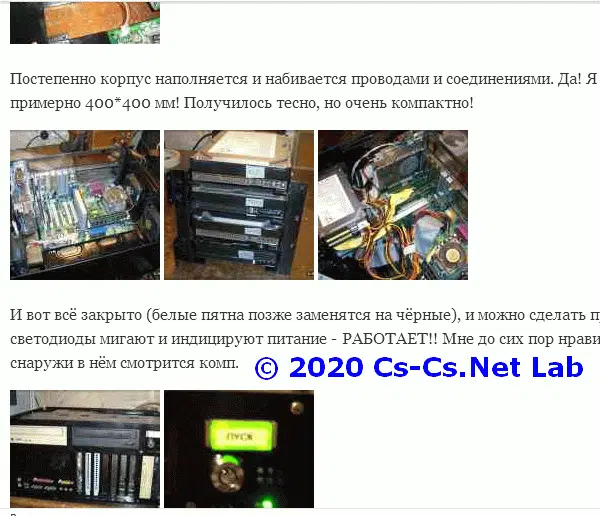 Постепенно корпус наполняется и набивается проводами и соединениями. Да! Я
примерно 400*400 мм! Получилось тесно, но очень компактно!
И вот всё закрыто (белые пятна позже заменятся на чёрные), и можно сделать
светодиоды мигают и индицируют питание - РАБОТАЕТ!! Мне до сих пор
снаружи в нём смотрится комп.
© 2020 Cs-Cs.Net Lab
ПУСК